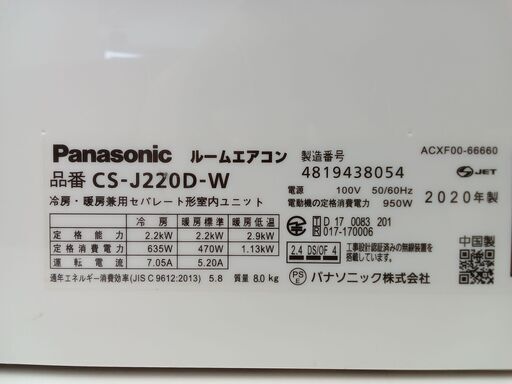 ACXF00-66660
Panasonic ルームエアコン
製造番号
4819438054
JET
品番 CS-J220D-W
電源 100V 50/60Hz
電動機の定格消費電力 950W
2020年製
冷房・暖房兼用セパレート形室内ユニット
冷房 暖房標準 暖房低温
定格能力 2.2kW 2.2kW 2.9kW
定格消費電力 635W 470W 1.13kW
運転電流 7.05A 5.20A
通年エネルギー消費効率(JIS C 9612:2013) 5.8 質量 8.0 kg
T D 17 0083 201
R 017-170006
2.4 DS/OF 4
工事設計認証済みの無線装置を内蔵しています
中国製
PS E パナソニック株式会社